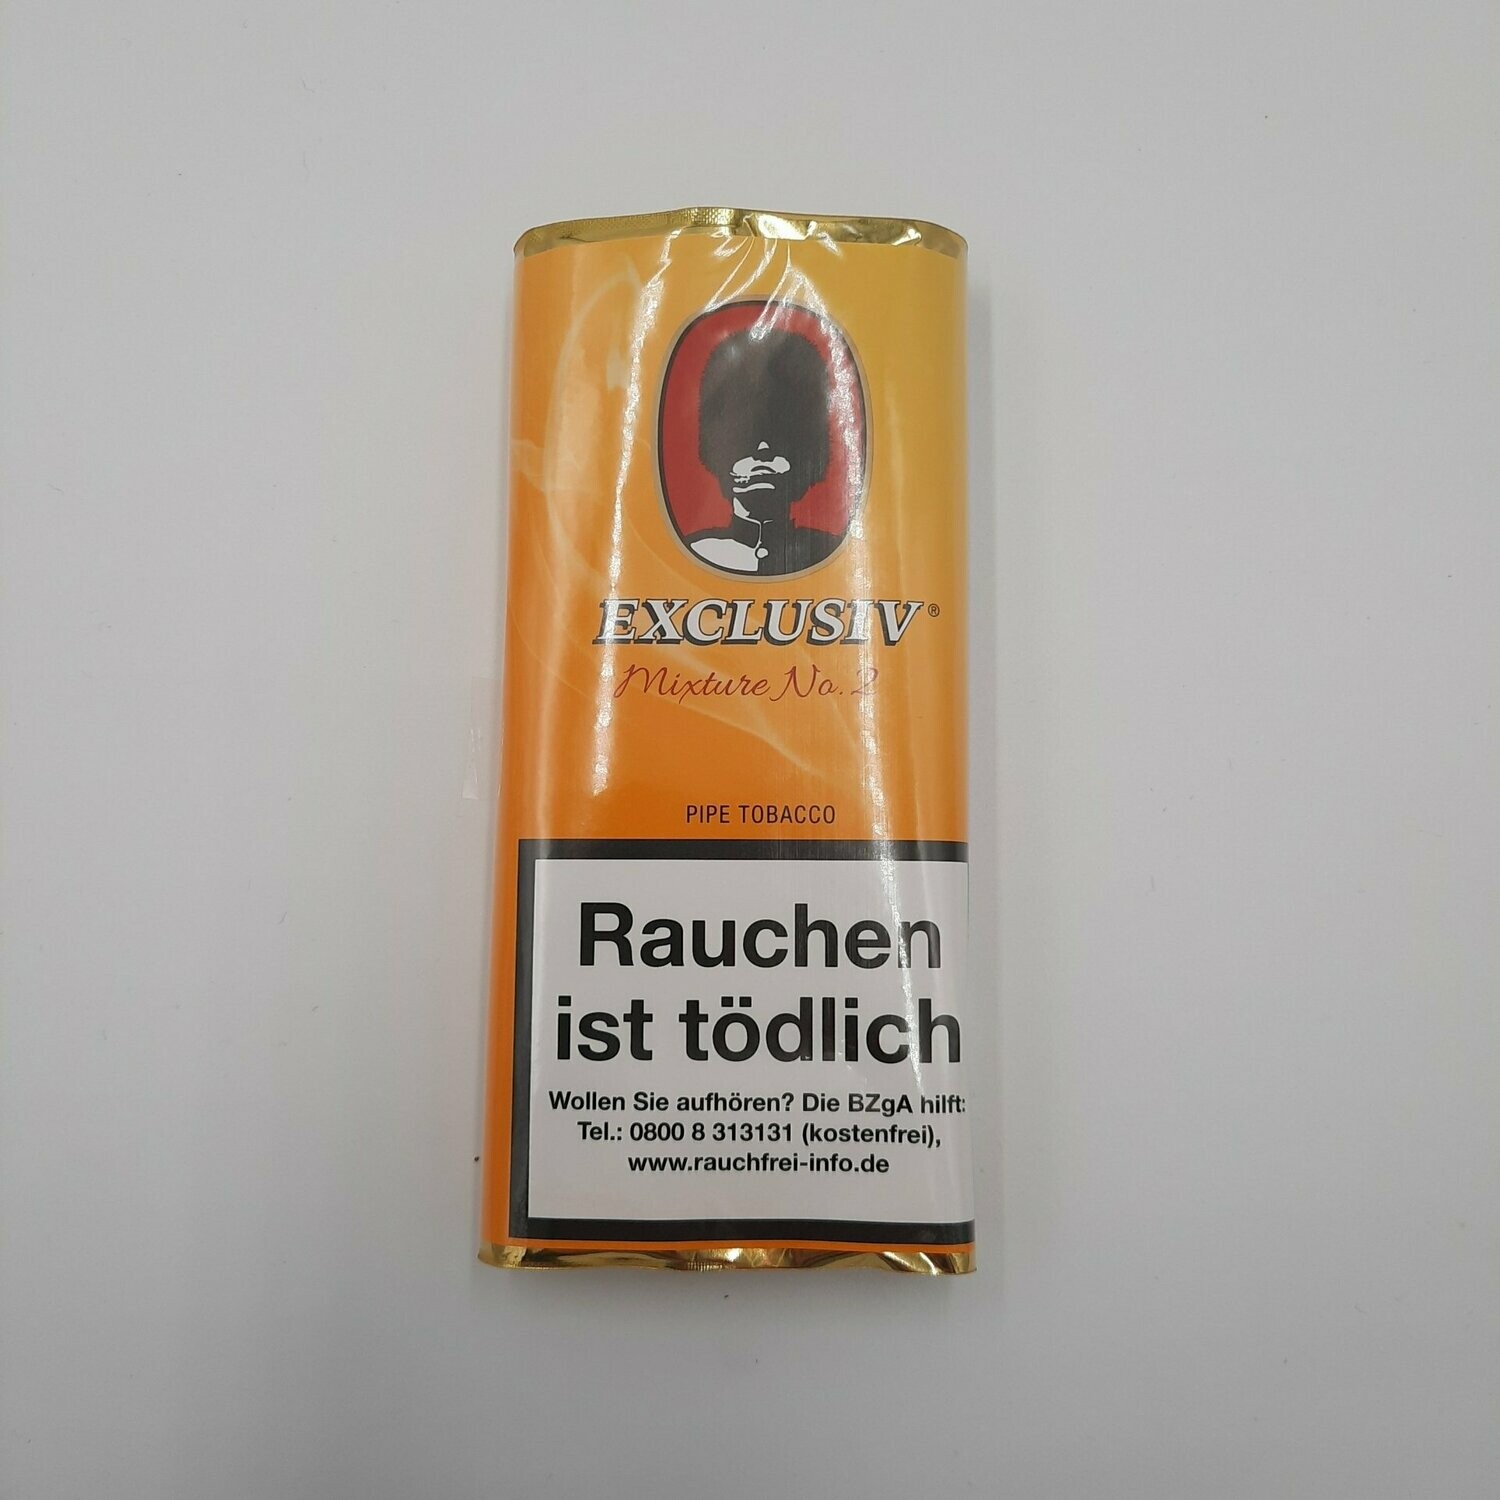 EXCLUSIV®
Mixture No. 2
PIPE TOBACCO
Rauchen
ist tödlich
Wollen Sie aufhören? Die BZgA hilft:
Tel.: 0800 8 313131 (kostenfrei),
www.rauchfrei-info.de